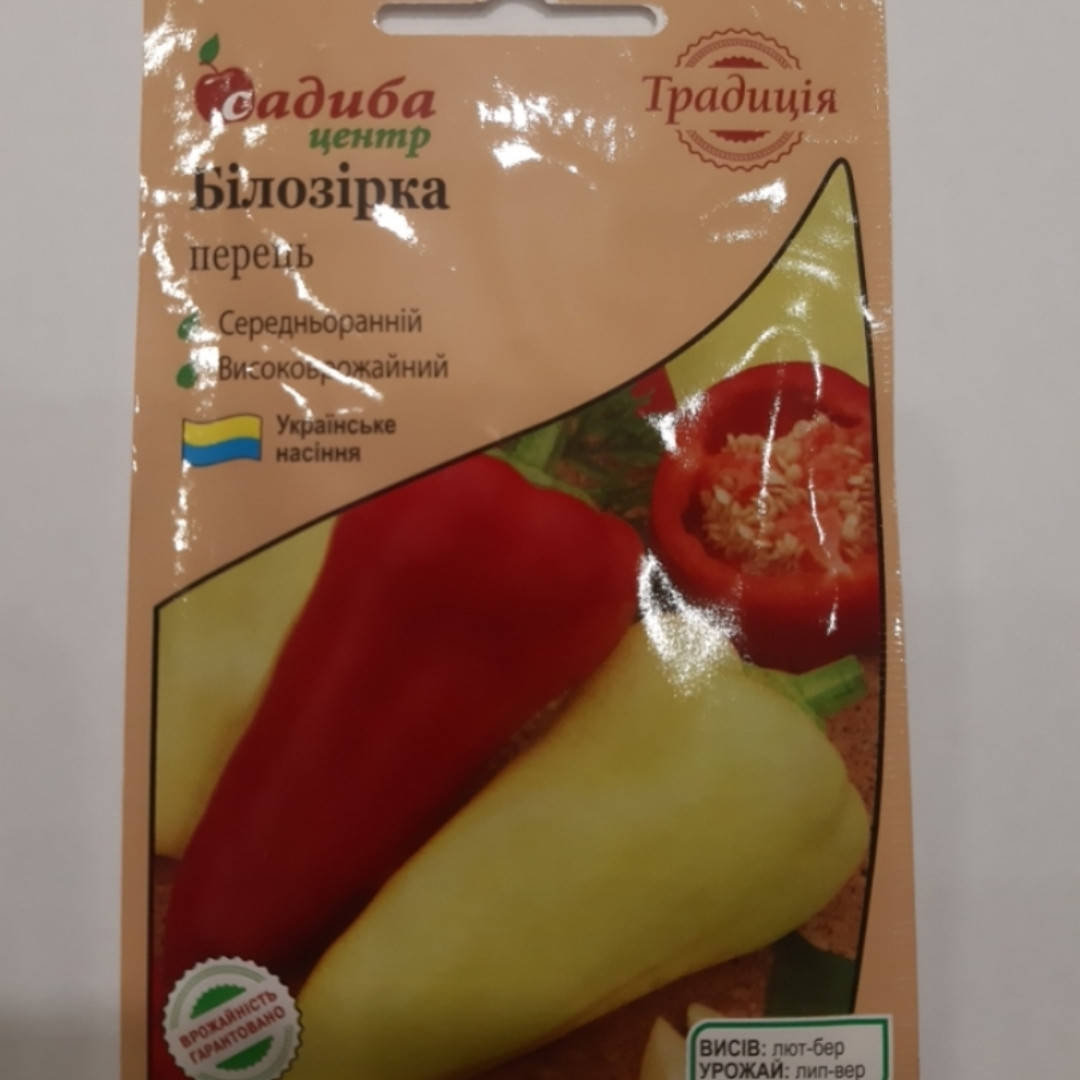 садиба
центр
Традиція
Білозірка
перець
Середньоранній
Високоврожайний
Українське
насіння
ВРОЖАЙНІСТЬ
ГАРАНТОВАНО
ВИСІВ: лют-бер
УРОЖАЙ: лип-вер